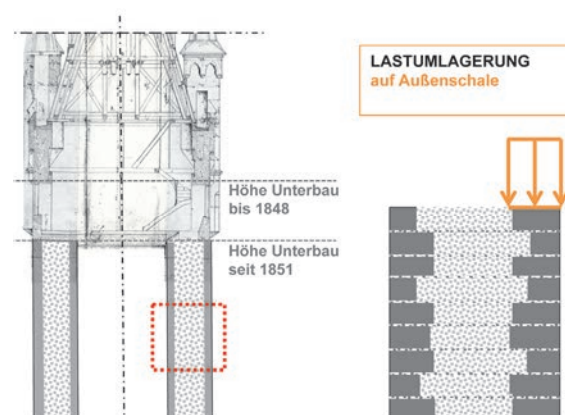 LASTUMLAGERUNG
auf Außenschale
Höhe Unterbau
bis 1848
Höhe Unterbau
seit 1851